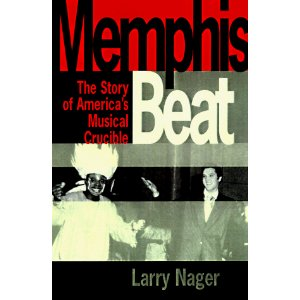 Memphis
Beat
The Story
of America's
Musical
Crucible
Larry Nager